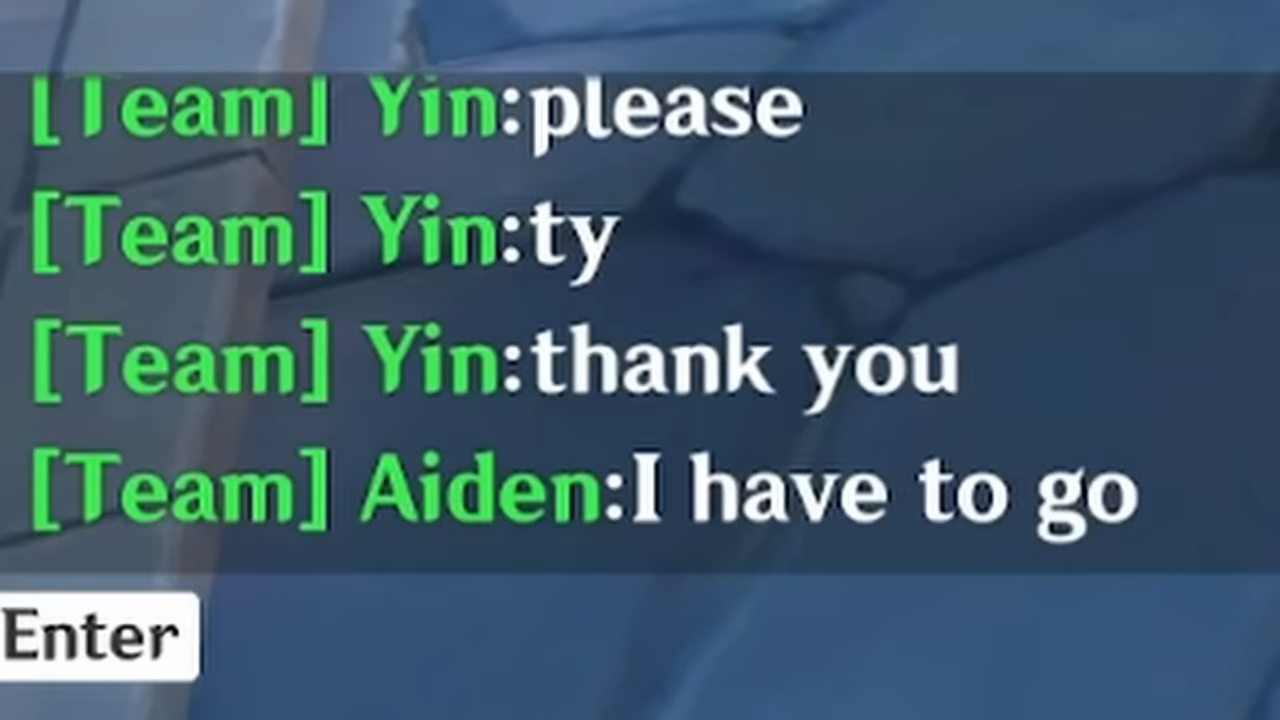 [Team] Yin:please
[Team] Yin:ty
[Team] Yin:thank you
[Team] Aiden:I have to go
Enter